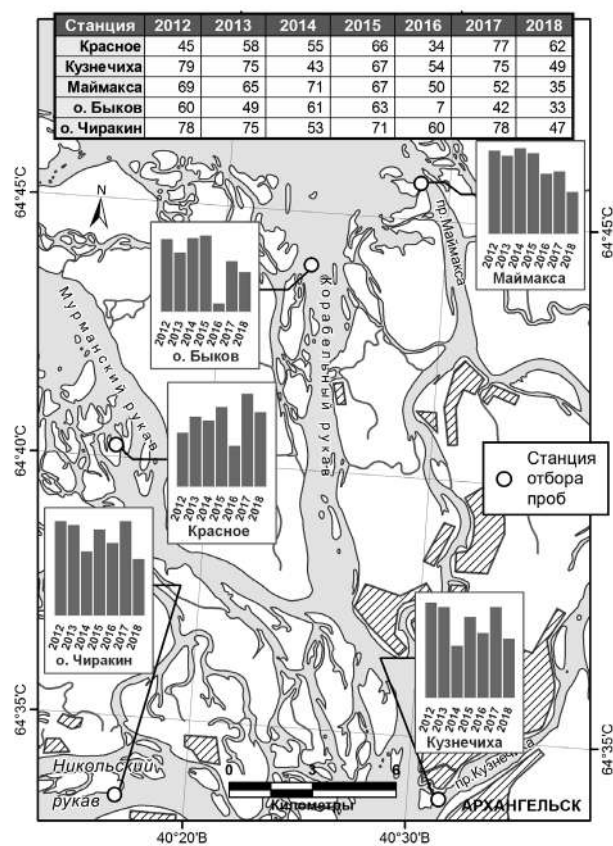 Станция 2012 2013 2014 2015 2016 2017 2018
Красное 45 58 55 66 34 77 62
Кузнечиха 79 75 43 67 54 75 49
Маймакса 69 65 71 67 50 52 35
о. Быков 60 49 61 63 7 42 33
о. Чиракин 78 75 53 71 60 78 47
64°45'С
N
пр.Маймакса
2012 2013 2014 2015 2016 2017 2018
Маймакса
64°45'С
2012 2013 2014 2015 2016 2017 2018
о. Быков
Мурманский рукав
Корабельный рукав
64°40'С
2012 2013 2014 2015 2016 2017 2018
Красное
Станция
отбора
проб
2012 2013 2014 2015 2016 2017 2018
о. Чиракин
2012 2013 2014 2015 2016 2017 2018
Кузнечиха
64°35'С
64°35'С
Никольский
рукав
0 3 6
Километры
пр.Кузнечиха
АРХАНГЕЛЬСК
40°20'В 40°30'В